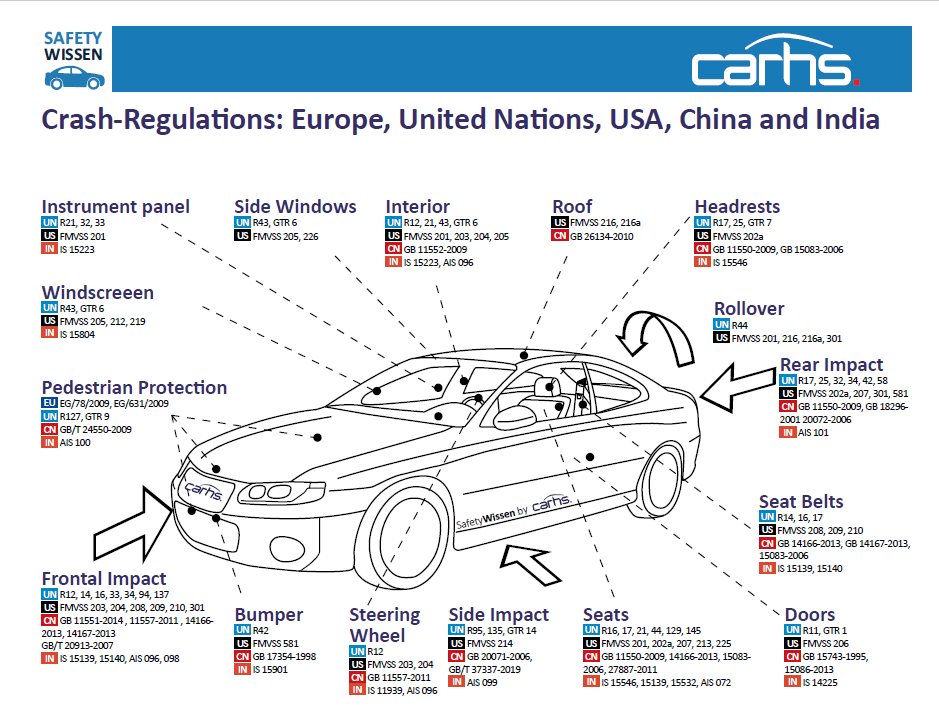 SAFETY
WISSEN
carhs.
Crash-Regulations: Europe, United Nations, USA, China and India
Instrument panel
UN R21, 32, 33
US FMVSS 201
IN IS 15223
Side Windows
UN R43, GTR 6
US FMVSS 205, 226
Interior
UN R12, 21, 43, GTR 6
US FMVSS 201, 203, 204, 205
CN GB 11552-2009
IN IS 15223, AIS 096
Roof
US FMVSS 216, 216a
CN GB 26134-2010
Headrests
UN R17, 25, GTR 7
US FMVSS 202a
CN GB 11550-2009, GB 15083-2006
IN IS 15546
Windscreeen
UN R43, GTR 6
US FMVSS 205, 212, 219
IN IS 15804
Rollover
UN R44
US FMVSS 201, 216, 216a, 301
Pedestrian Protection
EU EG/78/2009, EG/631/2009
UN R127, GTR 9
CN GB/T 24550-2009
IN AIS 100
Rear Impact
UN R17, 25, 32, 34, 42, 58
US FMVSS 202a, 207, 301, 581
CN GB 11550-2009, GB 18296-
2001 20072-2006
IN AIS 101
carhs.
SafetyWissen by carhs.
Seat Belts
UN R14, 16, 17
US FMVSS 208, 209, 210
CN GB 14166-2013, GB 14167-2013,
15083-2006
IN IS 15139, 15140
Frontal Impact
UN R12, 14, 16, 33, 34, 94, 137
US FMVSS 203, 204, 208, 209, 210, 301
CN GB 11551-2014 , 11557-2011 , 14166-
2013, 14167-2013
GB/T 20913-2007
IN IS 15139, 15140, AIS 096, 098
Bumper
UN R42
US FMVSS 581
CN GB 17354-1998
IN IS 15901
Steering
Wheel
UN R12
US FMVSS 203, 204
CN GB 11557-2011
IN IS 11939, AIS 096
Side Impact
UN R95, 135, GTR 14
US FMVSS 214
CN GB 20071-2006,
GB/T 37337-2019
IN AIS 099
Seats
UN R16, 17, 21, 44, 129, 145
US FMVSS 201, 202a, 207, 213, 225
CN GB 11550-2009, 14166-2013, 15083-
2006, 27887-2011
IN IS 15546, 15139, 15532, AIS 072
Doors
UN R11, GTR 1
US FMVSS 206
CN GB 15743-1995,
15086-2013
IN IS 14225